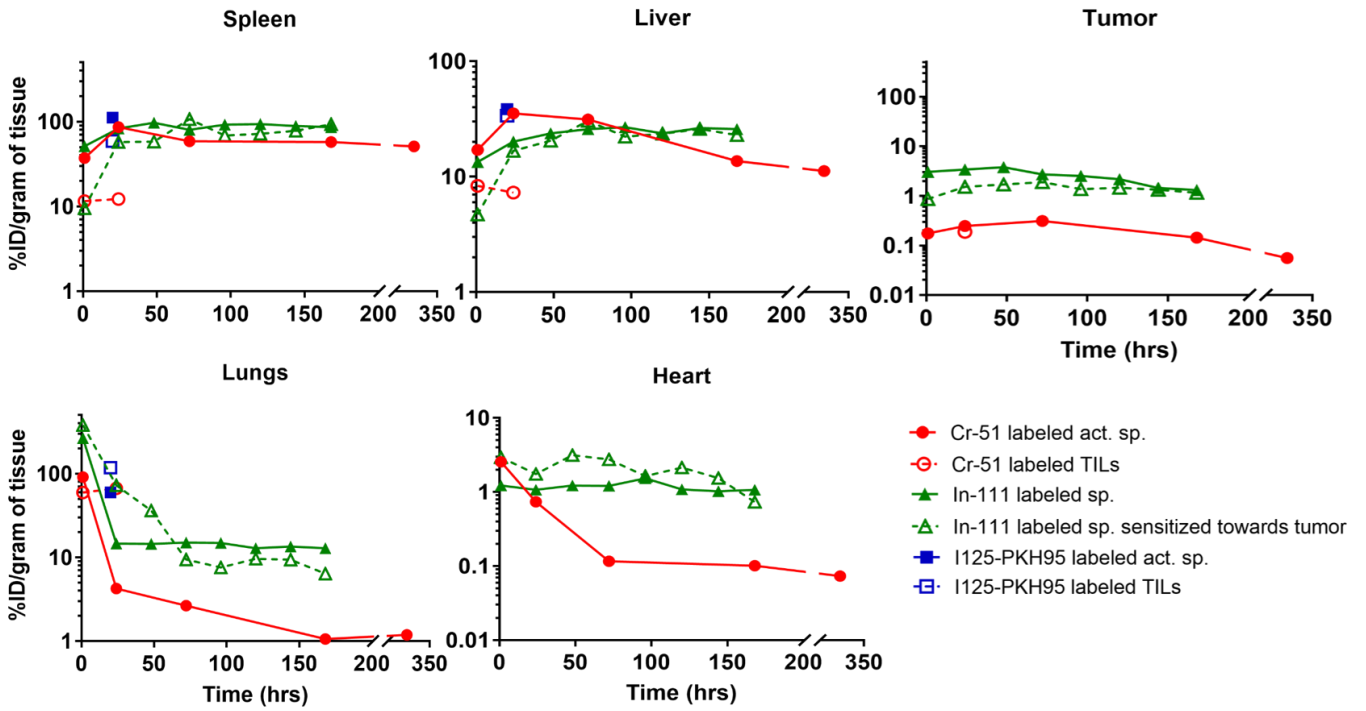 Spleen
%ID/gram of tissue
100
10
1
0 50 100 150 200 350
Liver
100
10
1
0 50 100 150 200 350
Tumor
100
10
1
0.1
0.01
0 50 100 150 200 350
Time (hrs)
Lungs
%ID/gram of tissue
100
10
1
0 50 100 150 200 350
Time (hrs)
Heart
10
1
0.1
0.01
0 50 100 150 200 350
Time (hrs)
Cr-51 labeled act. sp.
Cr-51 labeled TILs
In-111 labeled sp.
In-111 labeled sp. sensitized towards tumor
I125-PKH95 labeled act. sp.
I125-PKH95 labeled TILs